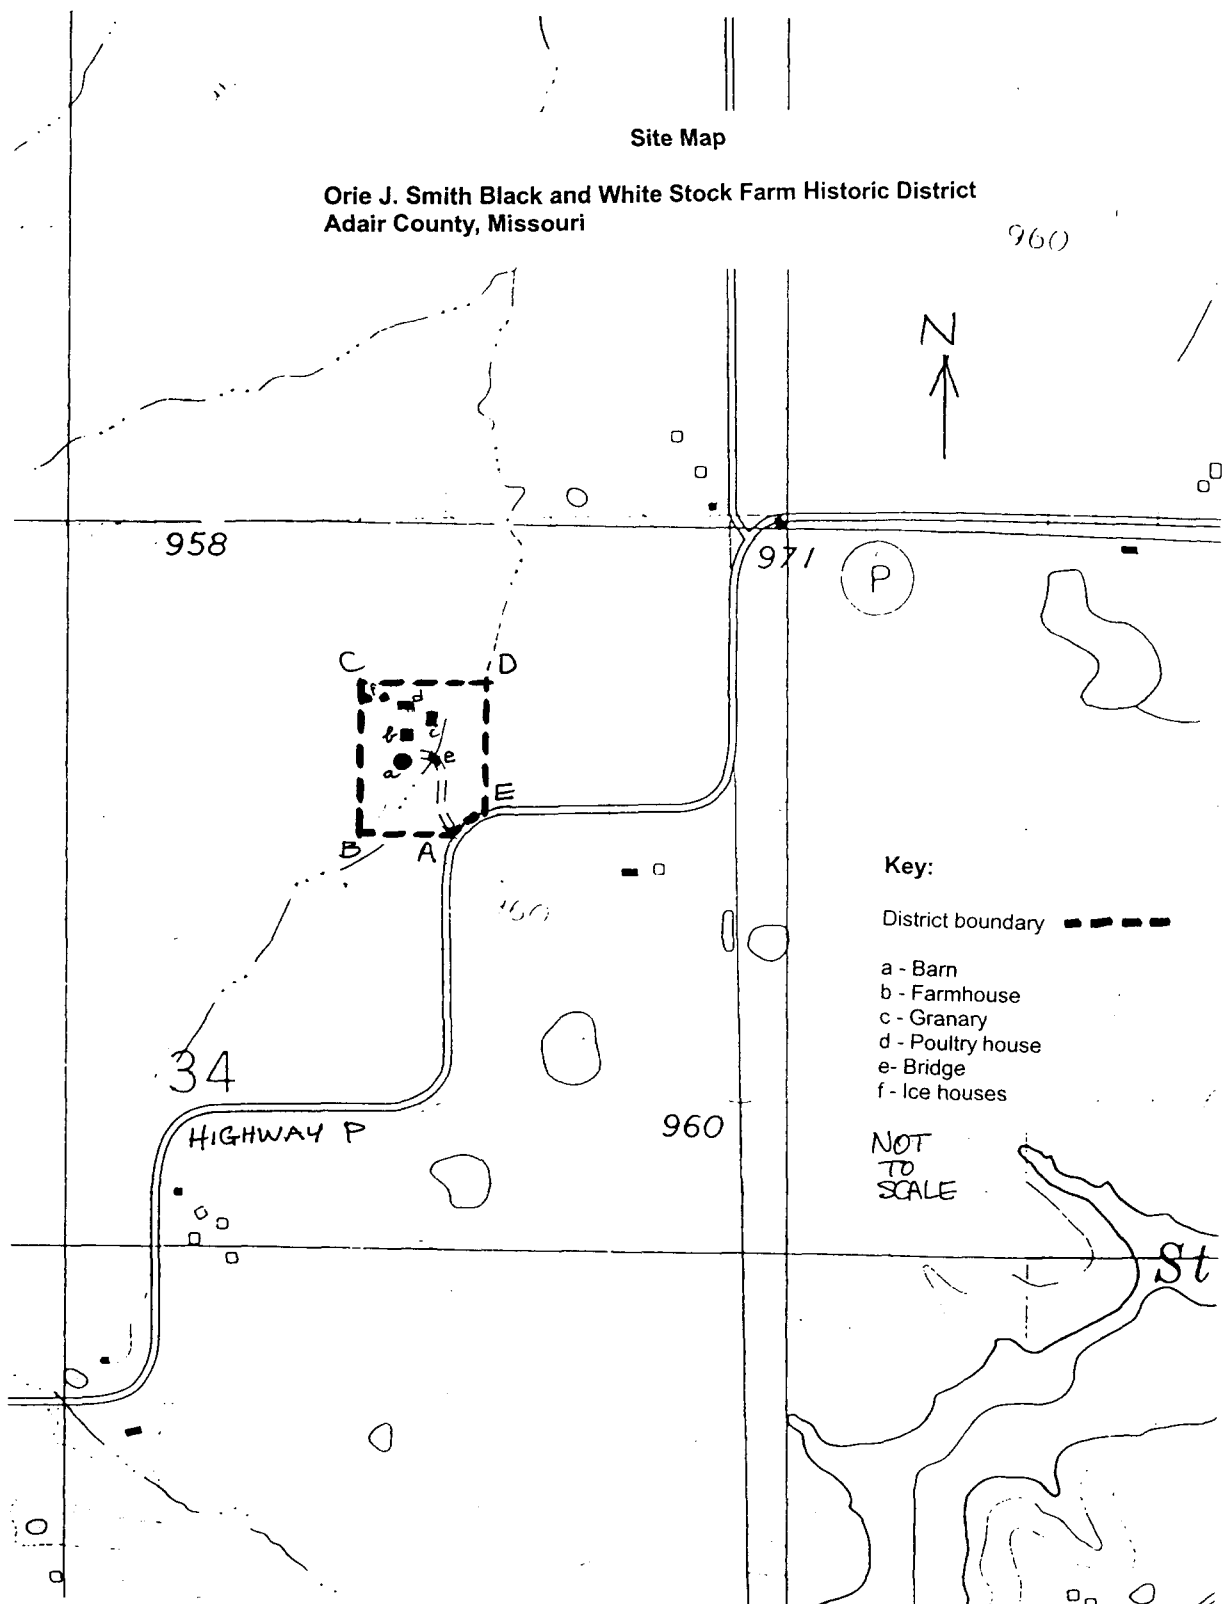 Site Map
Orie J. Smith Black and White Stock Farm Historic District
Adair County, Missouri
960
N
958
971
P
C
D
f
d
b
c
a
e
E
B
A
960
Key:
District boundary
a - Barn
b - Farmhouse
c - Granary
d - Poultry house
e- Bridge
f - Ice houses
34
HIGHWAY P
960
NOT
TO
SCALE
St